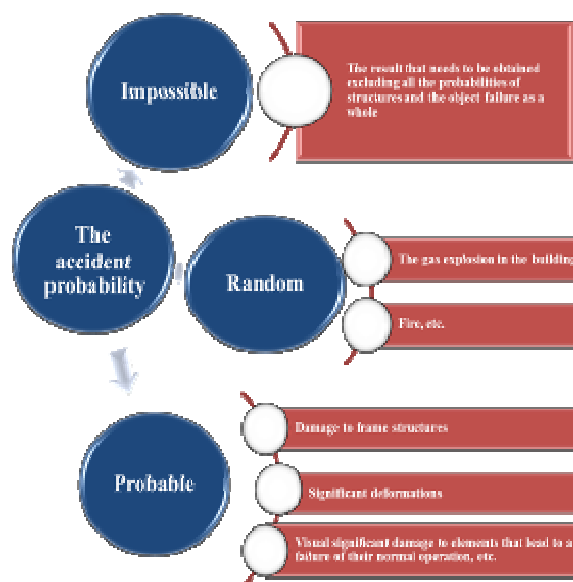 Impossible
The result that needs to be obtained
excluding all the probabilities of
structures and the object failure as a
whole
The
accident
probability
Random
The gas explosion in the building
Fire, etc.
Probable
Damage to frame structures
Significant deformations
Visual significant damage to elements that lead to a
failure of their normal operation, etc.